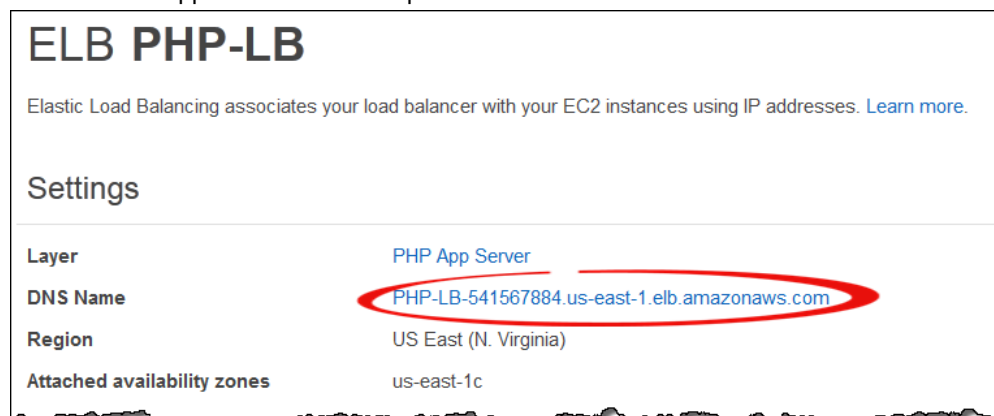 ELB PHP-LB
Elastic Load Balancing associates your load balancer with your EC2 instances using IP addresses. Learn more.
Settings
Layer PHP App Server
DNS Name PHP-LB-541567884.us-east-1.elb.amazonaws.com
Region US East (N. Virginia)
Attached availability zones us-east-1c